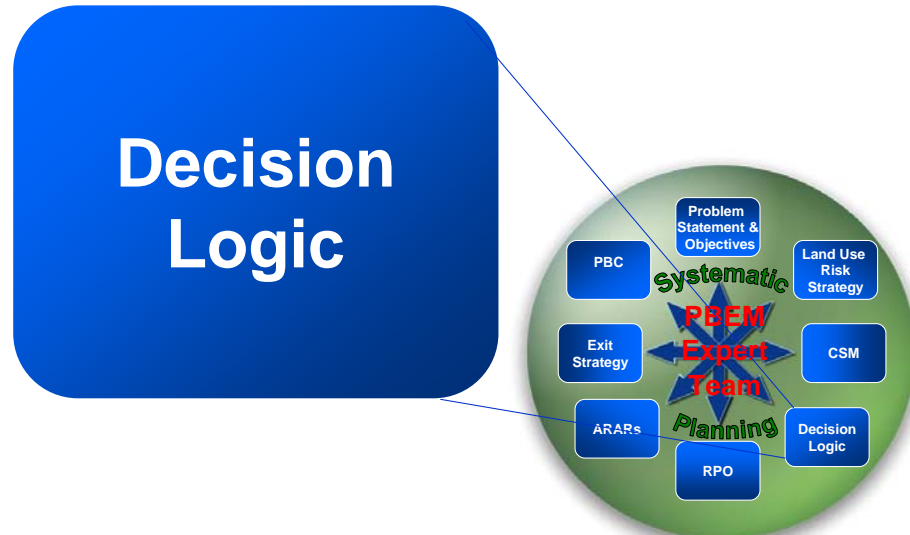 Decision
Logic
Problem
Statement &
Objectives
PBC
Land Use
Risk
Strategy
Systematic
PBEM
Expert
Team
Exit
Strategy
CSM
ARARs
Planning
Decision
Logic
RPO